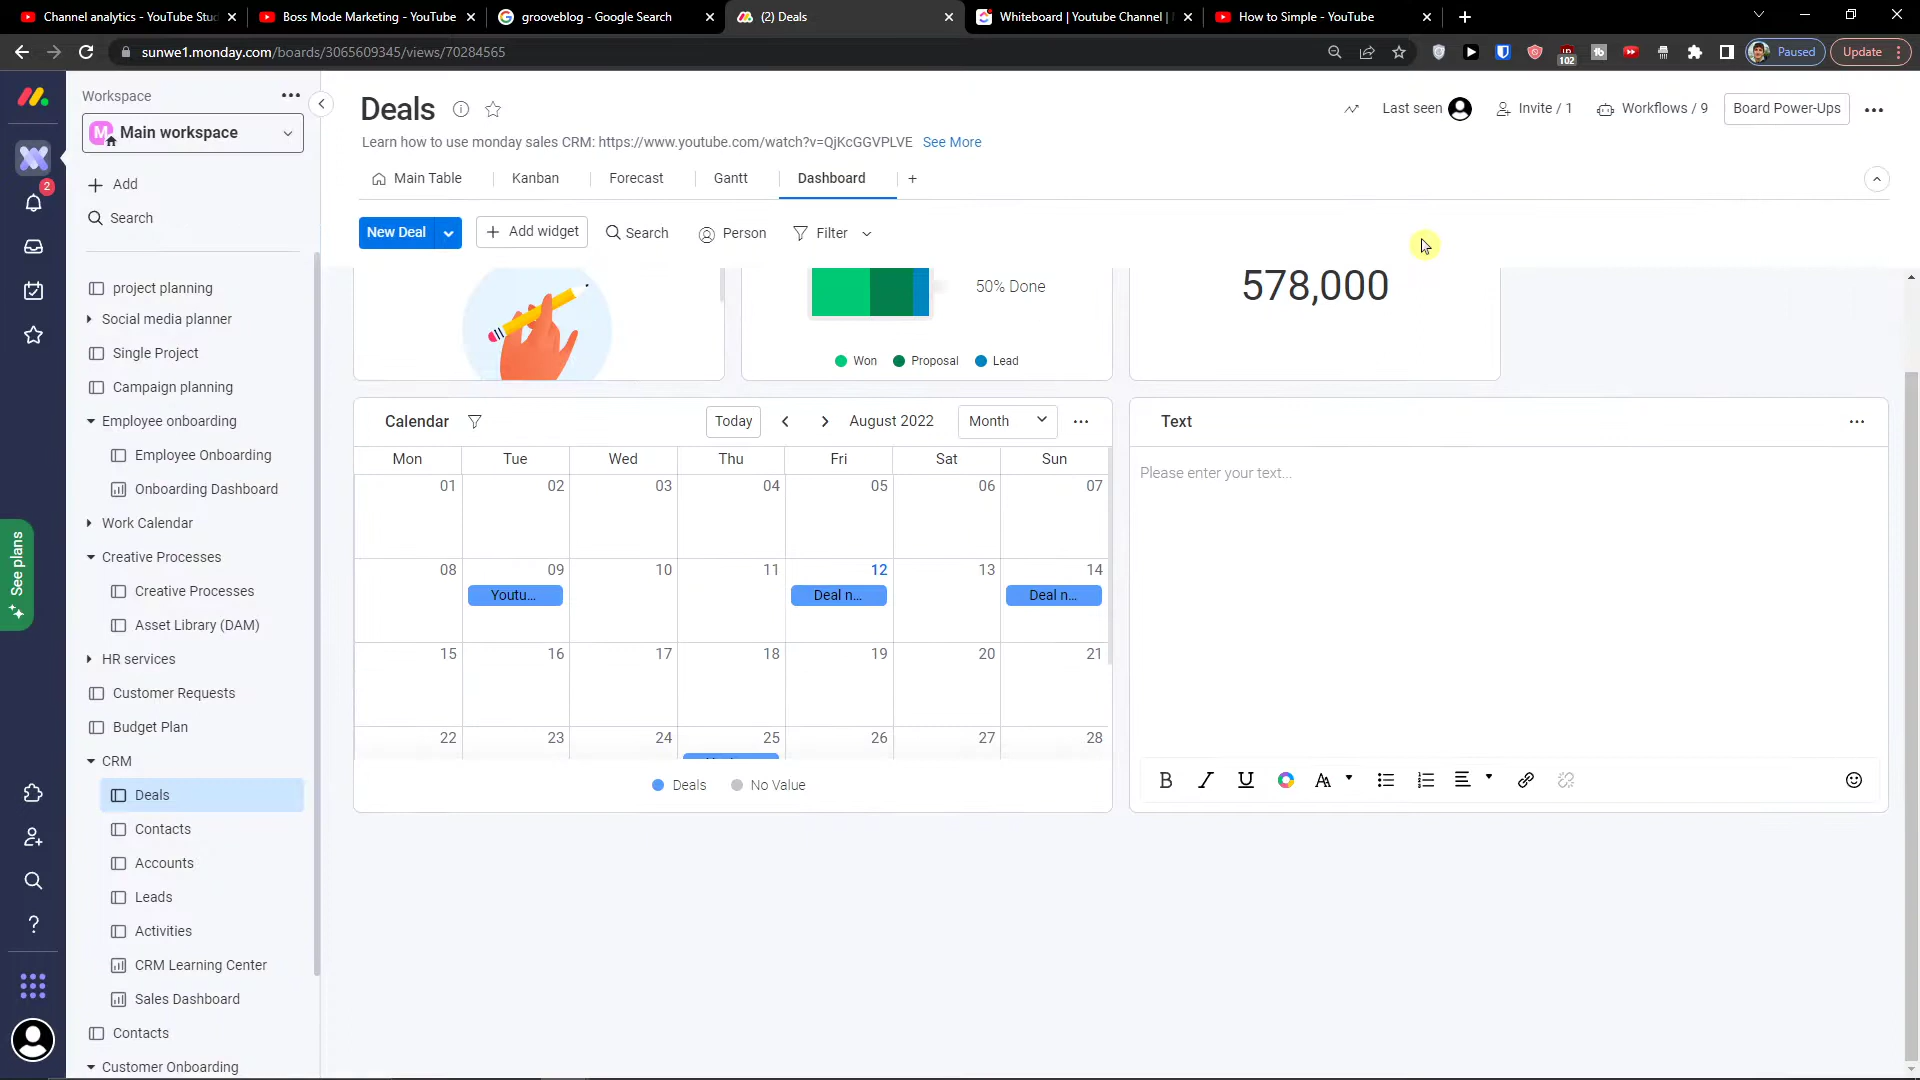 Channel analytics - YouTube Stu
Boss Mode Marketing - YouTube
grooveblog - Google Search
(2) Deals
Whiteboard | Youtube Channel |
How to Simple - YouTube
sunwe1.monday.com/boards/3065609345/views/70284565
102
Paused
Update
Workspace
M
Main workspace
Add
Search
2
See plans
project planning
Social media planner
Single Project
Campaign planning
Employee onboarding
Employee Onboarding
Onboarding Dashboard
Work Calendar
Creative Processes
Creative Processes
Asset Library (DAM)
HR services
Customer Requests
Budget Plan
CRM
Deals
Contacts
Accounts
Leads
Activities
CRM Learning Center
Sales Dashboard
Contacts
Customer Onboarding
Deals
Last seen
Invite / 1
Workflows / 9
Board Power-Ups
Learn how to use monday sales CRM: https://www.youtube.com/watch?v=QjKcGGVPLVE See More
Main Table
Kanban
Forecast
Gantt
Dashboard
New Deal
Add widget
Search
Person
Filter
50% Done
Won
Proposal
Lead
578,000
Calendar
Today
August 2022
Month
Mon Tue Wed Thu Fri Sat Sun
01 02 03 04 05 06 07
08 09 10 11 12 13 14
Youtu... Deal n... Deal n...
15 16 17 18 19 20 21
22 23 24 25 26 27 28
Deals
No Value
Text
Please enter your text...
B I U A